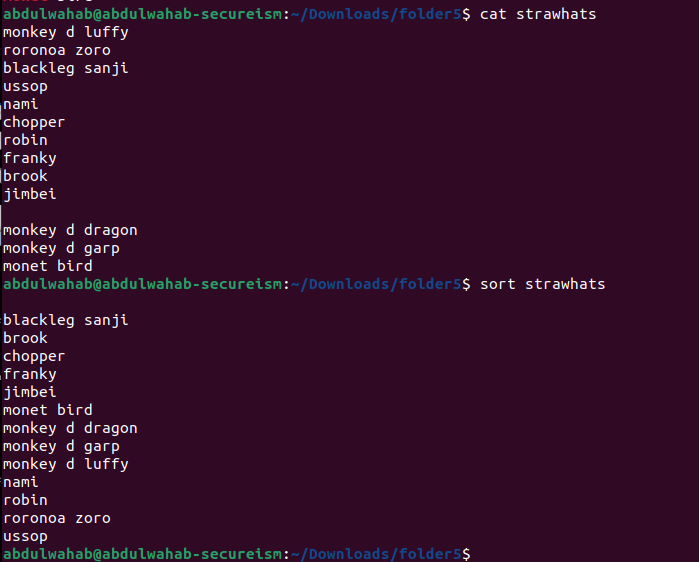 abdulwahab@abdulwahab-secureism:~/Downloads/folder5$ cat strawhats
monkey d luffy
roronoa zoro
blackleg sanji
ussop
nami
chopper
robin
franky
brook
jimbei
monkey d dragon
monkey d garp
monet bird
abdulwahab@abdulwahab-secureism:~/Downloads/folder5$ sort strawhats
blackleg sanji
brook
chopper
franky
jimbei
monet bird
monkey d dragon
monkey d garp
monkey d luffy
nami
robin
roronoa zoro
ussop
abdulwahab@abdulwahab-secureism:~/Downloads/folder5$